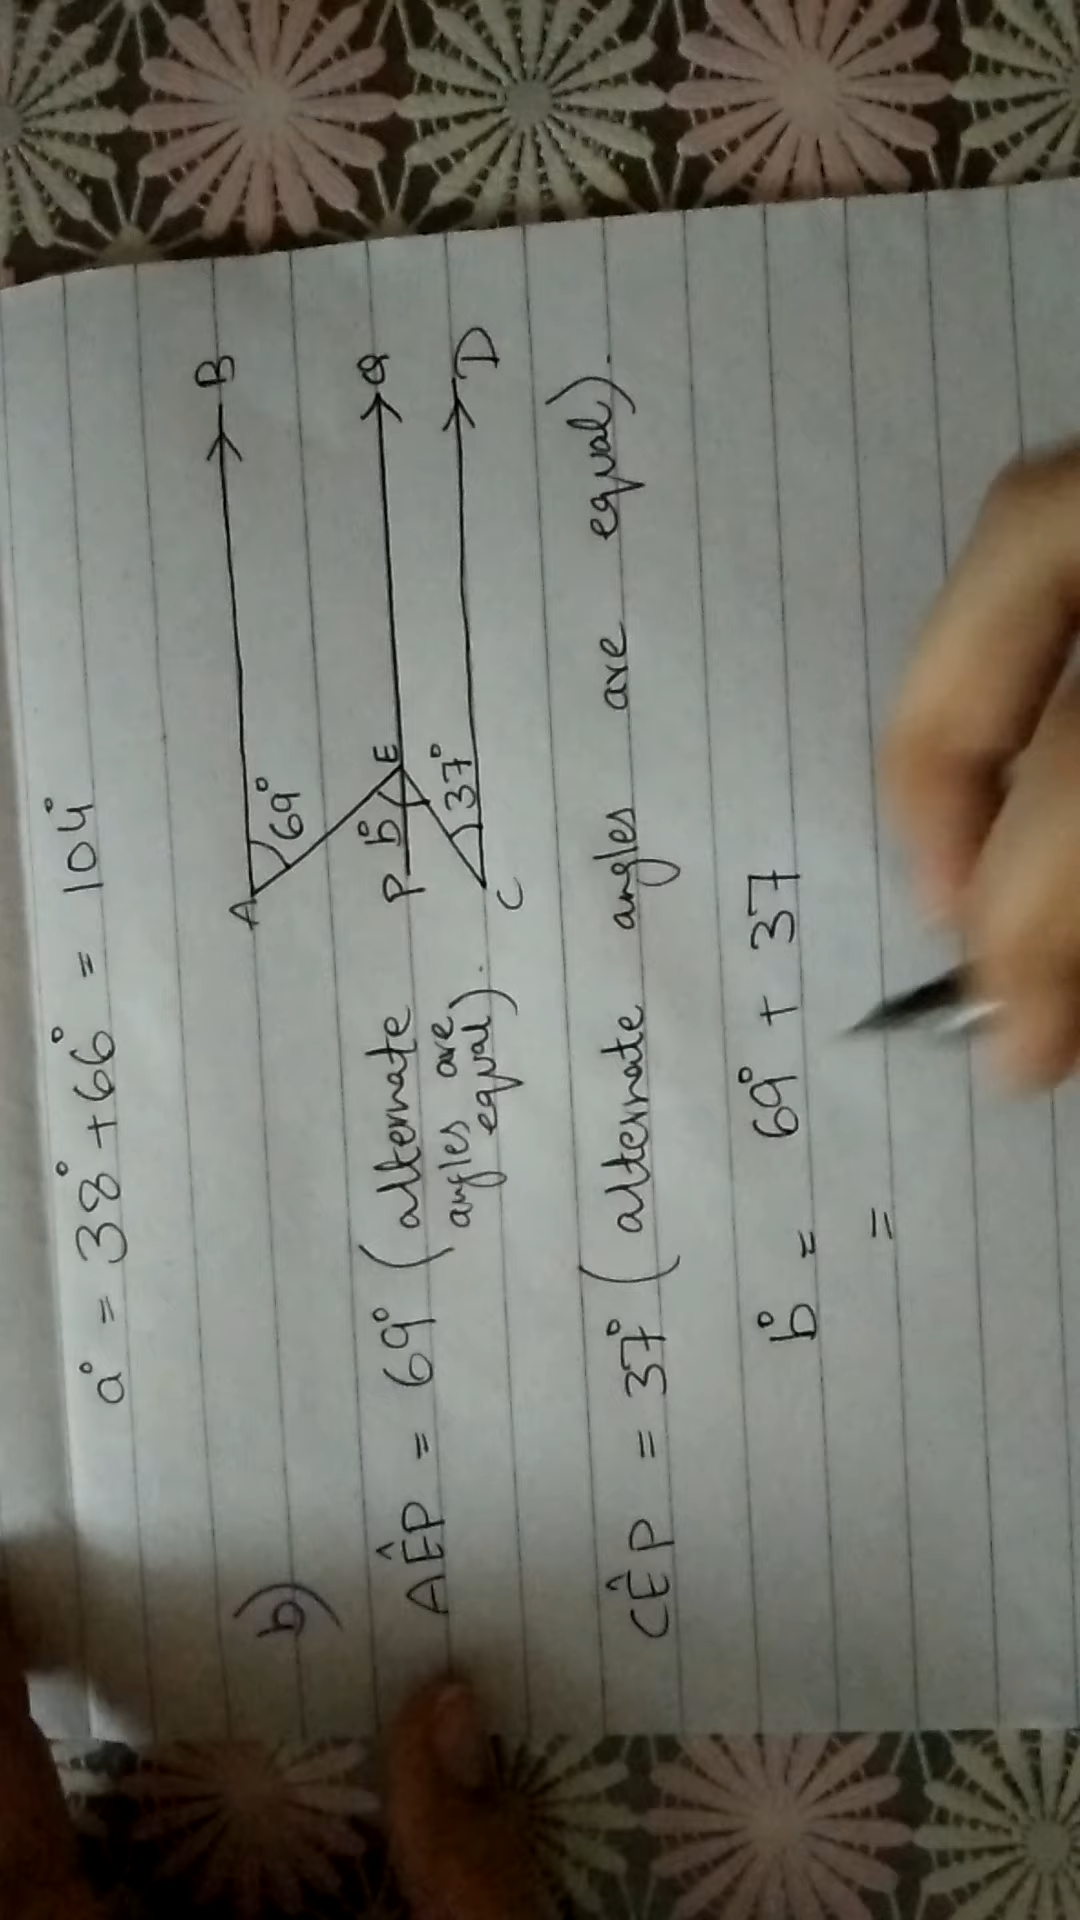 a° = 38° + 66° = 104°
b)
A B
69°
P b° E Q
37°
C D
AÊP = 69° (alternate
angles are
equal).
CÊP = 37° (alternate angles are equal).
b° = 69° + 37
=